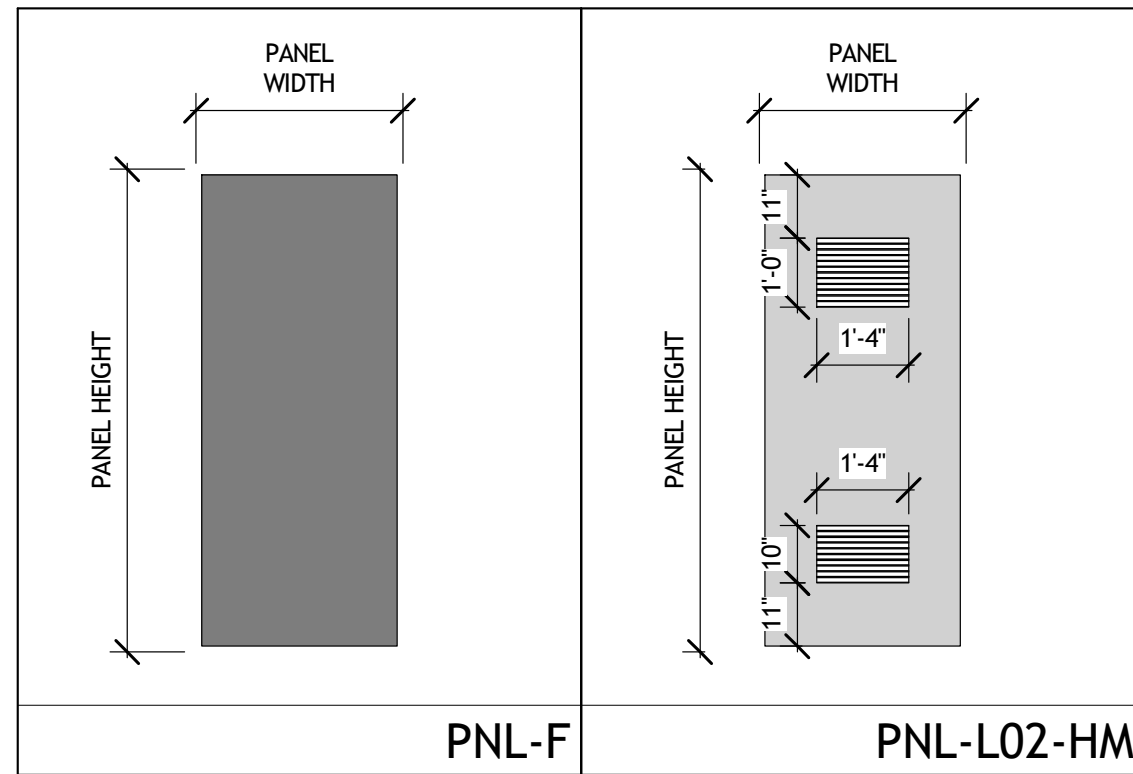 PANEL
WIDTH
PANEL HEIGHT
PNL-F
PANEL
WIDTH
PANEL HEIGHT
11"
1'-0"
1'-4"
1'-4"
10"
11"
PNL-L02-HM